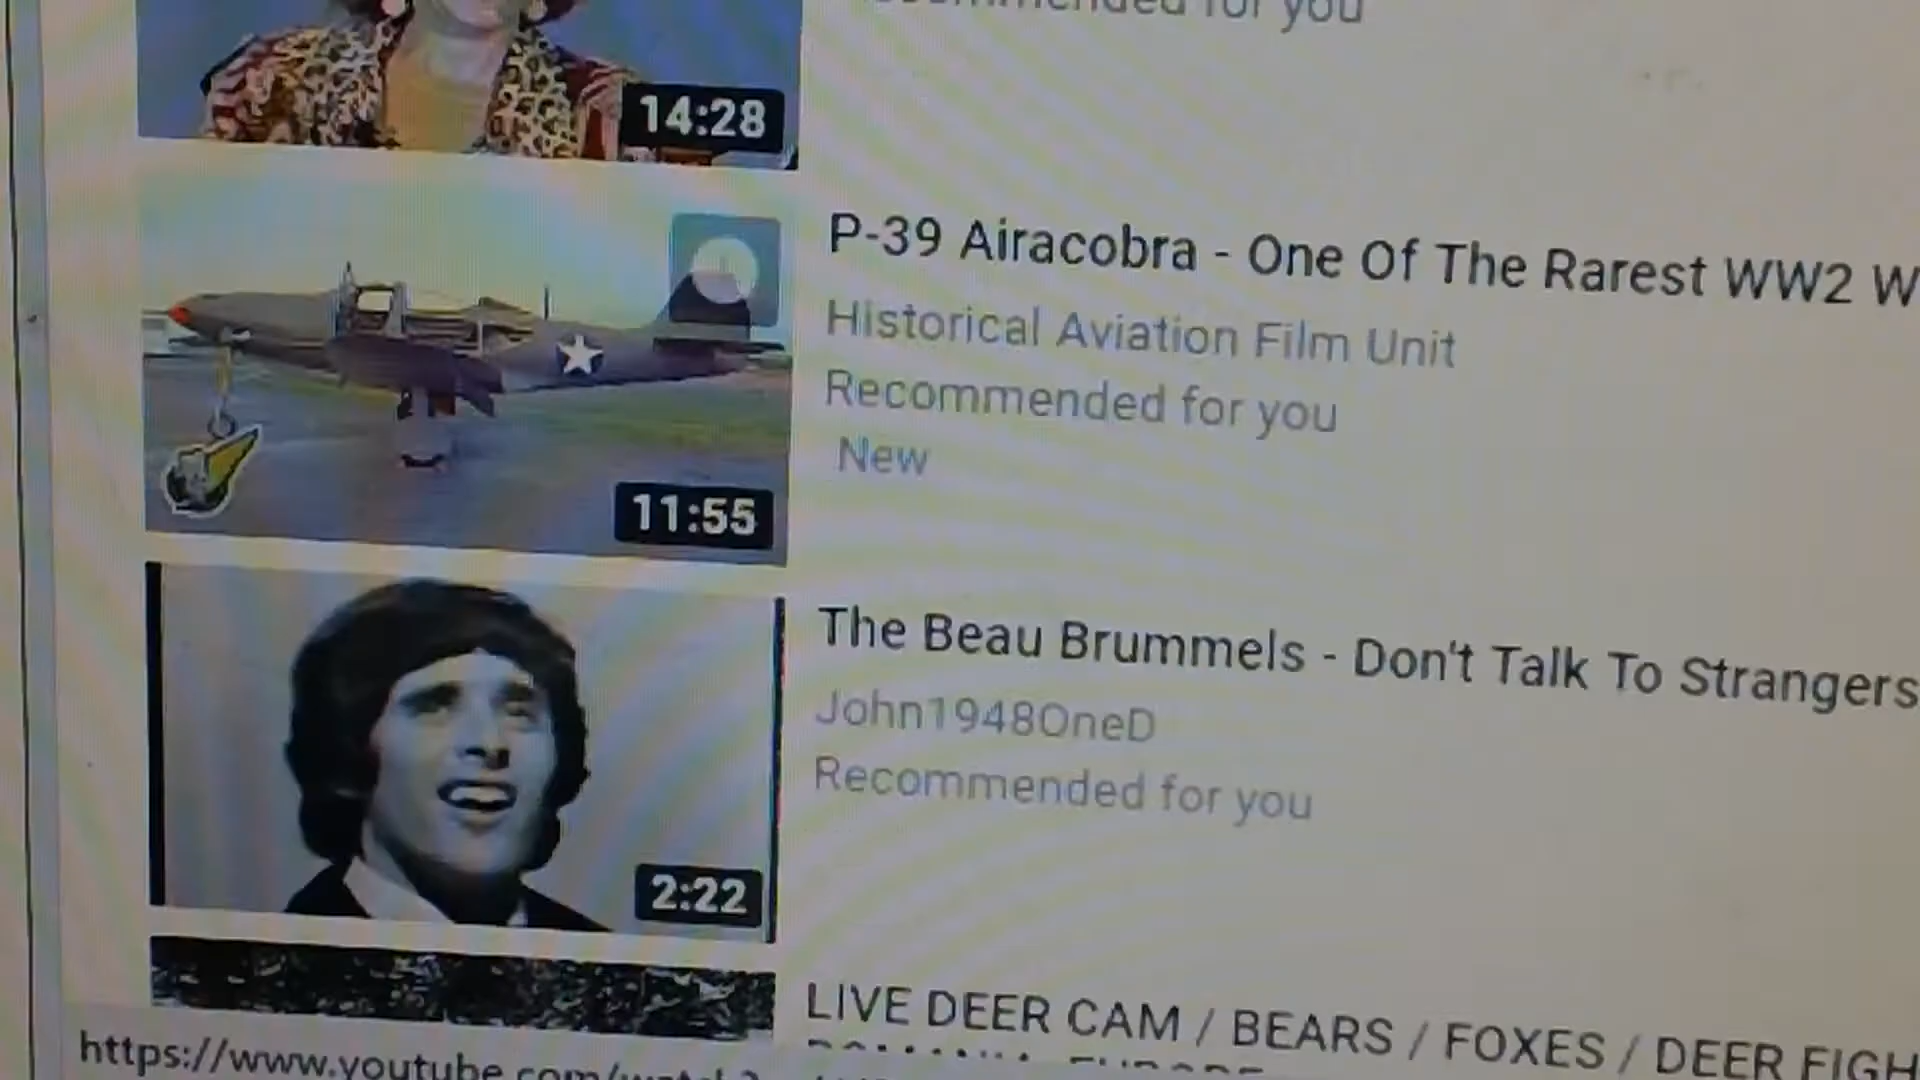 for you
14:28
P-39 Airacobra - One Of The Rarest WW2 W
Historical Aviation Film Unit
Recommended for you
New
11:55
The Beau Brummels - Don't Talk To Strangers
John1948OneD
Recommended for you
2:22
LIVE DEER CAM / BEARS / FOXES / DEER FIGH
https://www.youtube.com/